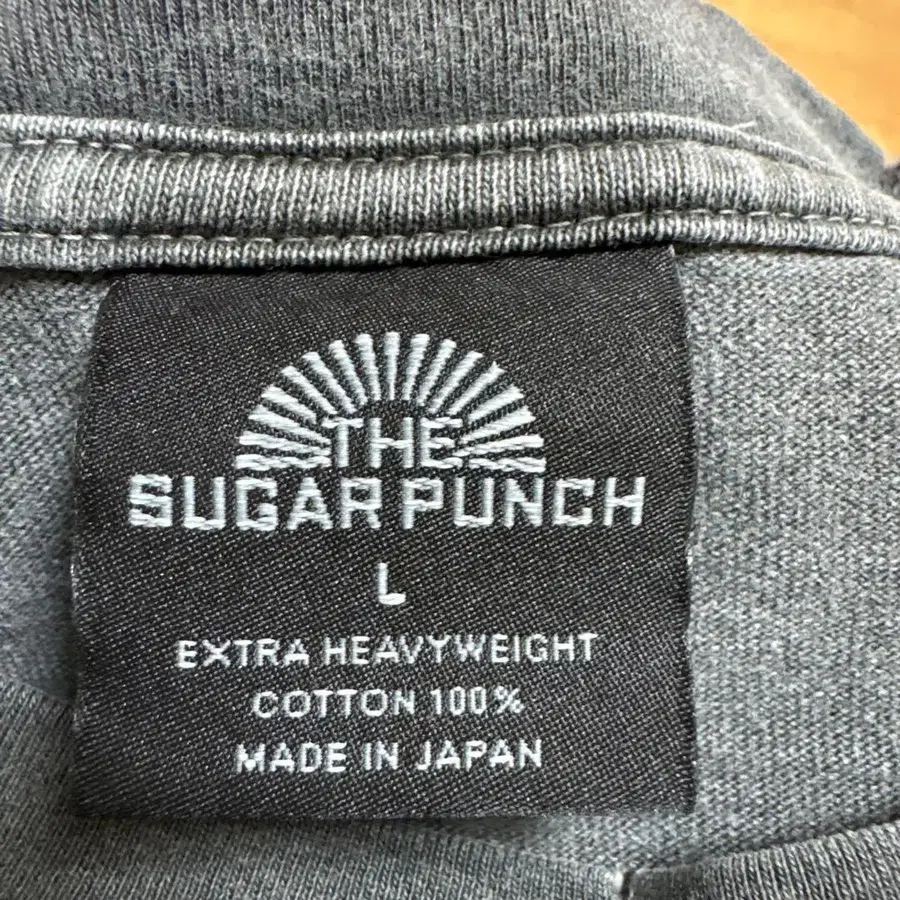 THE
SUGAR PUNCH
L
EXTRA HEAVYWEIGHT
COTTON 100%
MADE IN JAPAN